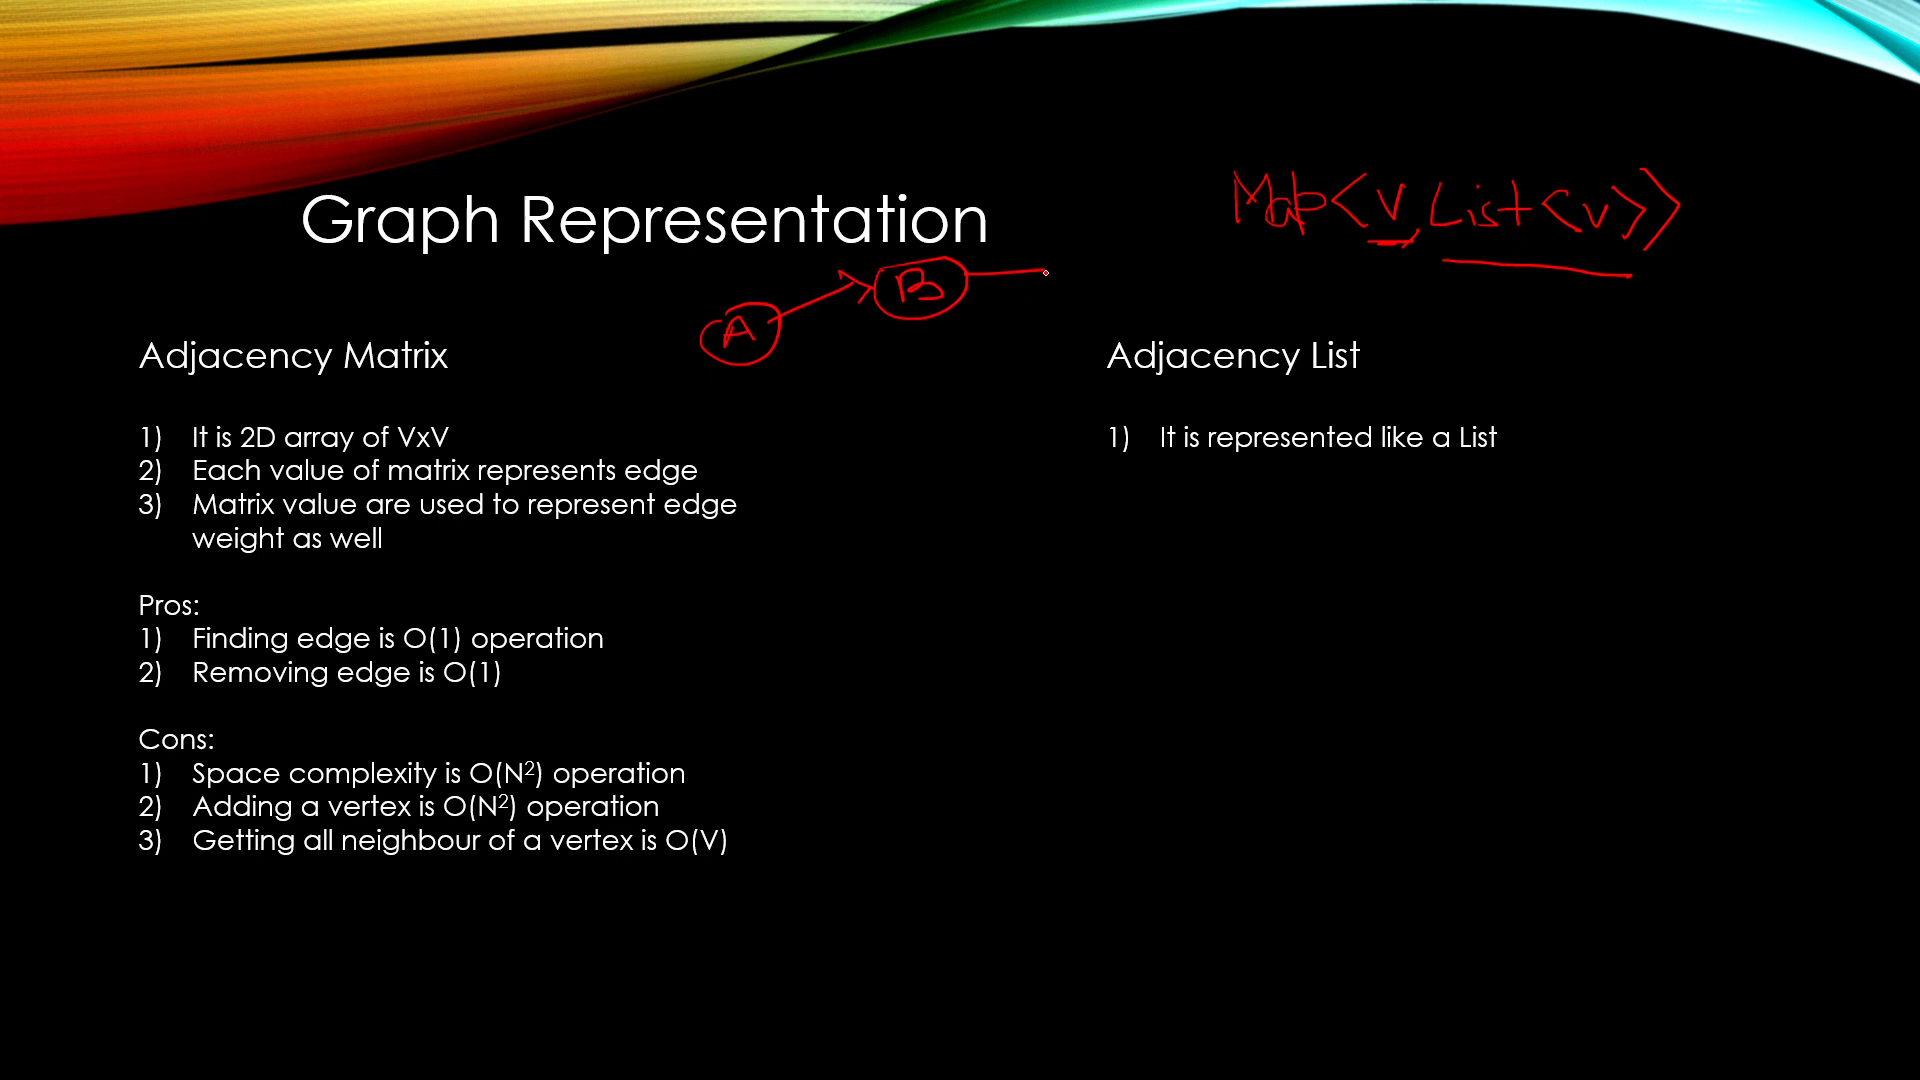 Graph Representation
Map<V, List<V>>
A
B
Adjacency Matrix
1) It is 2D array of VxV
2) Each value of matrix represents edge
3) Matrix value are used to represent edge
weight as well
Pros:
1) Finding edge is O(1) operation
2) Removing edge is O(1)
Cons:
1) Space complexity is O(N²) operation
2) Adding a vertex is O(N²) operation
3) Getting all neighbour of a vertex is O(V)
Adjacency List
1) It is represented like a List